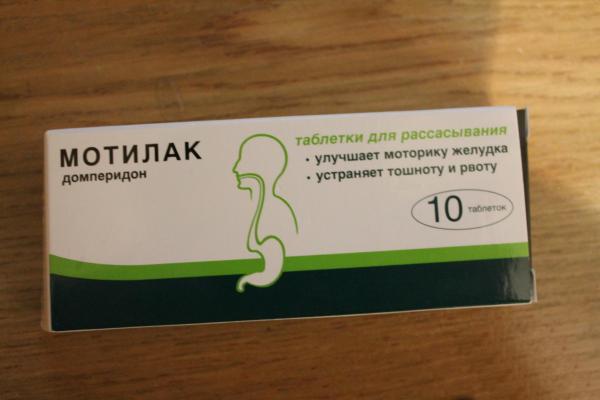 МОТИЛАК
домперидон
таблетки для рассасывания
• улучшает моторику желудка
• устраняет тошноту и рвоту
10 таблеток